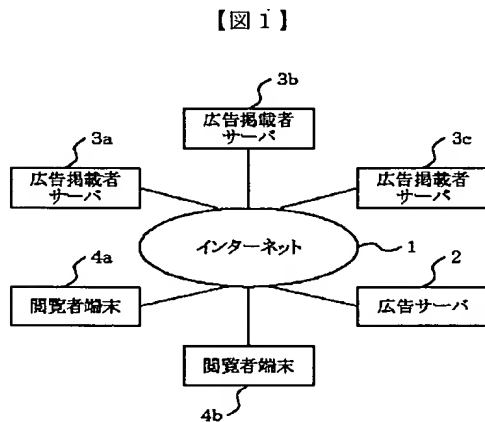 【図1】
3b
広告掲載者
サーバ
3a
広告掲載者
サーバ
3c
広告掲載者
サーバ
インターネット
1
4a
閲覧者端末
2
広告サーバ
閲覧者端末
4b